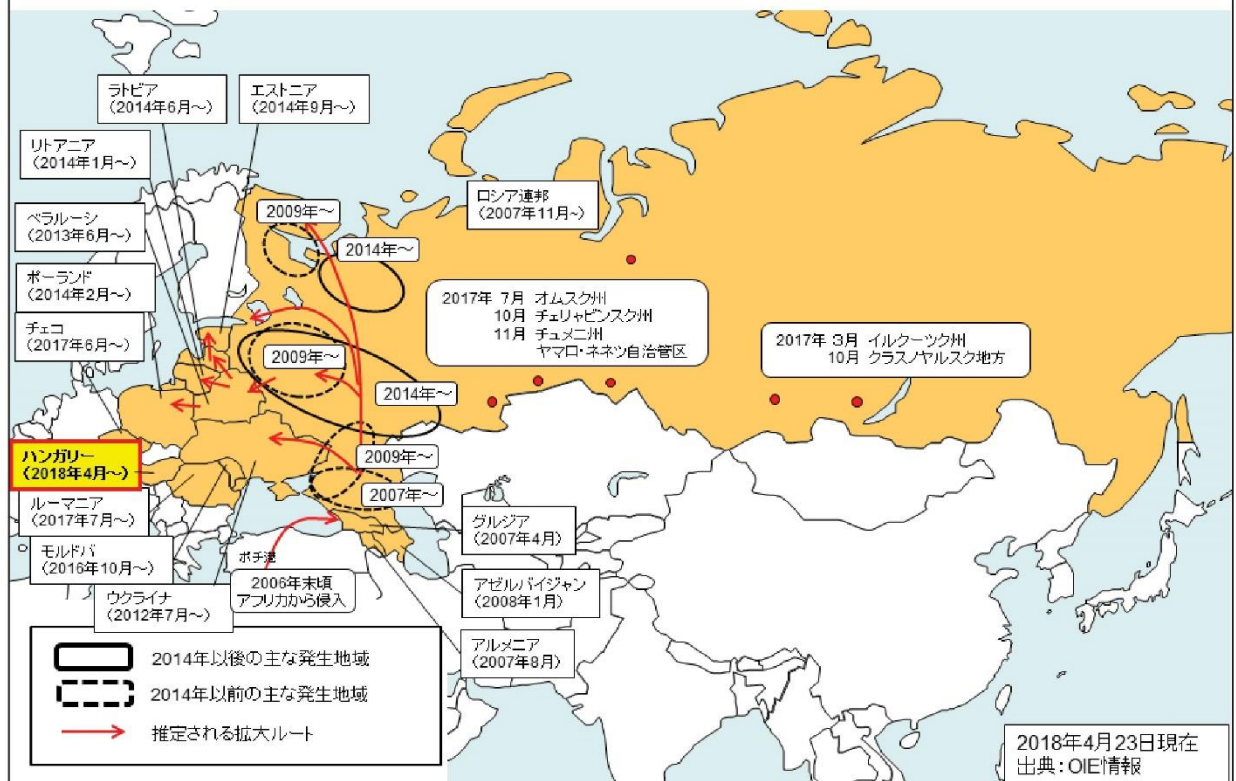 ラトビア
（2014年6月～）
エストニア
（2014年9月～）
リトアニア
（2014年1月～）
ベラルーシ
（2013年6月～）
ポーランド
（2014年2月～）
チェコ
（2017年6月～）
ハンガリー
（2018年4月～）
ルーマニア
（2017年7月～）
モルドバ
（2016年10月～）
ウクライナ
（2012年7月～）
ロシア連邦
（2007年11月~）
2009年～
2014年～
2009年～
2014年～
2009年～
2007年～
2017年 7月 オムスク州
10月 チェリャビンスク州
11月 チュメニ州
ヤマロ・ネネツ自治管区
2017年 3月 イルクーツク州
10月 クラスノヤルスク地方
グルジア
（2007年4月）
アゼルバイジャン
（2008年1月）
アルメニア
（2007年8月）
ポチ港
2006年末頃
アフリカから侵入
2014年以後の主な発生地域
2014年以前の主な発生地域
推定される拡大ルート
2018年4月23日現在
出典：OIE情報